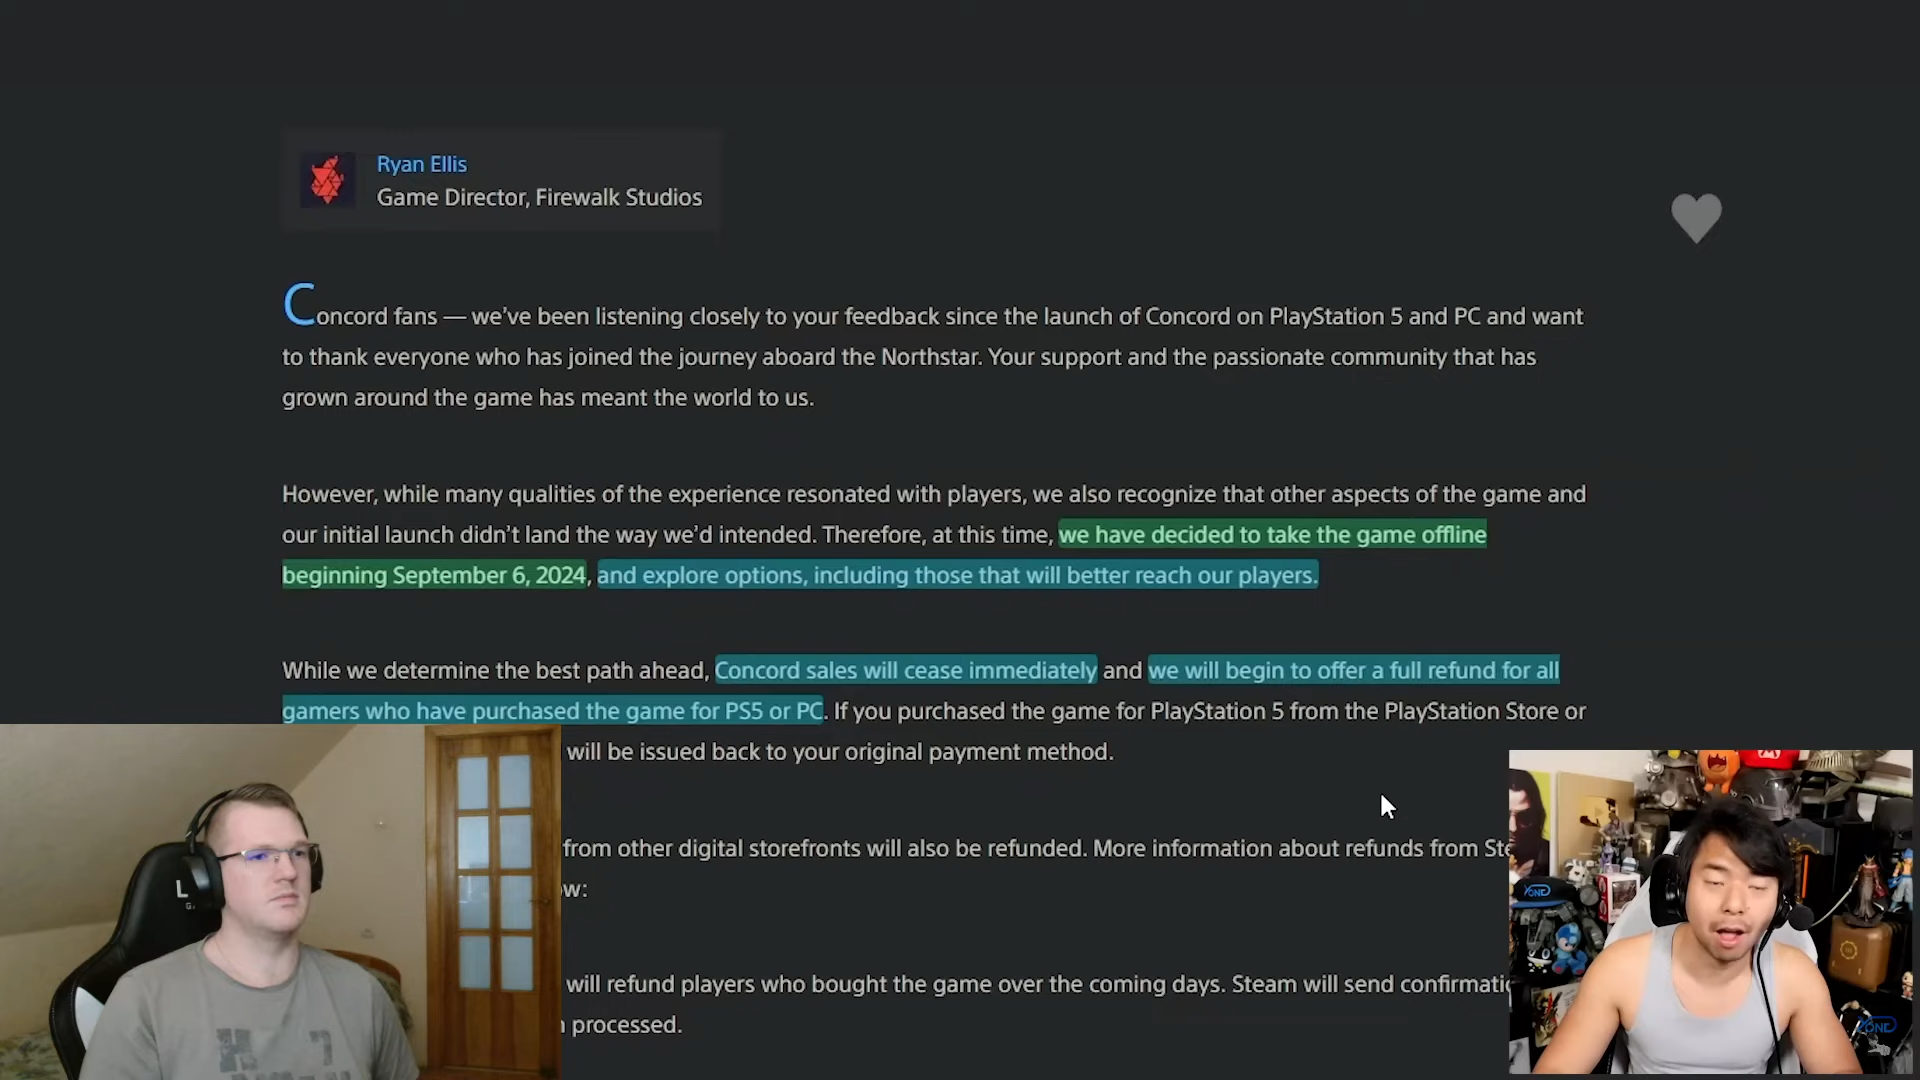 Ryan Ellis
Game Director, Firewalk Studios
Concord fans — we've been listening closely to your feedback since the launch of Concord on PlayStation 5 and PC and want
to thank everyone who has joined the journey aboard the Northstar. Your support and the passionate community that has
grown around the game has meant the world to us.
However, while many qualities of the experience resonated with players, we also recognize that other aspects of the game and
our initial launch didn't land the way we'd intended. Therefore, at this time, we have decided to take the game offline
beginning September 6, 2024, and explore options, including those that will better reach our players.
While we determine the best path ahead, Concord sales will cease immediately and we will begin to offer a full refund for all
gamers who have purchased the game for PS5 or PC. If you purchased the game for PlayStation 5 from the PlayStation Store or
will be issued back to your original payment method.
from other digital storefronts will also be refunded. More information about refunds from Ste
ow:
will refund players who bought the game over the coming days. Steam will send confirmatio
processed.
L
YONG
YONG